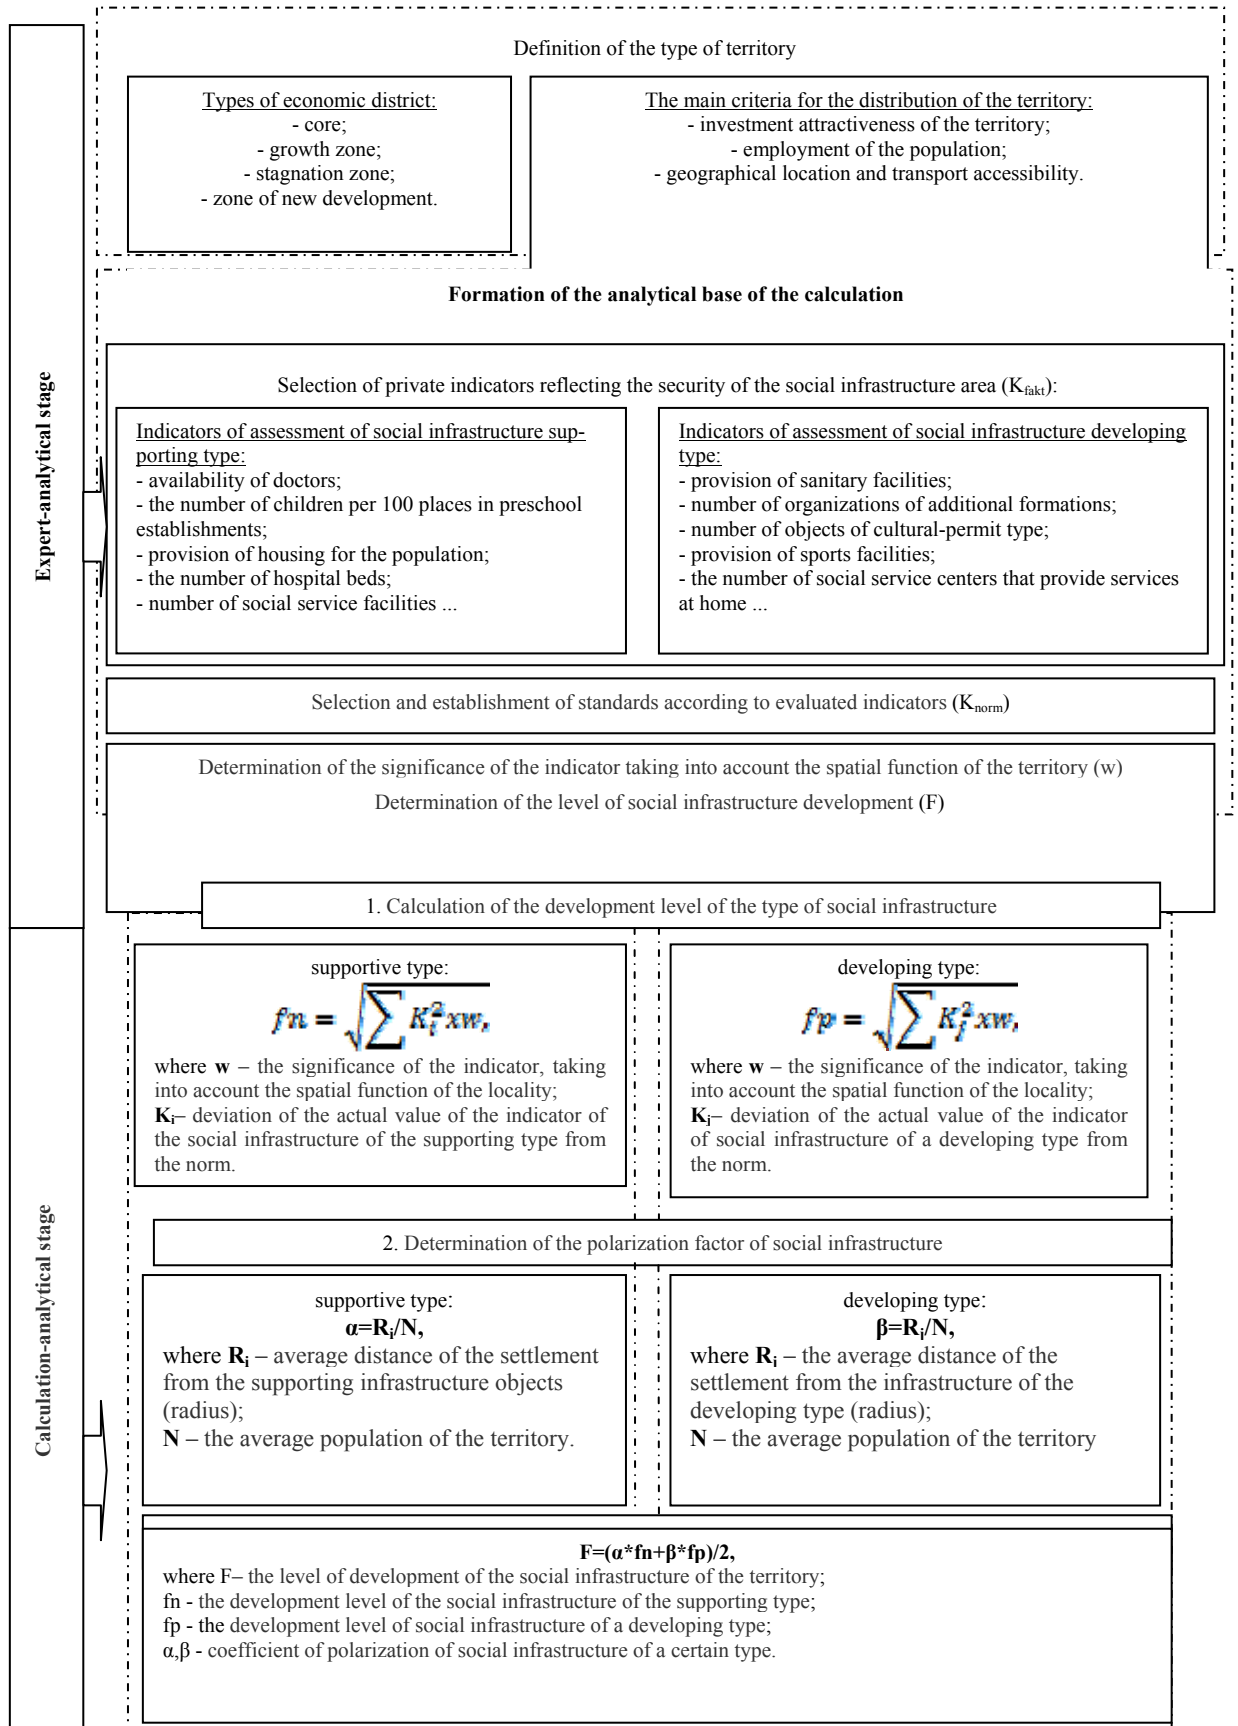 Definition of the type of territory
Types of economic district:
- core;
- growth zone;
- stagnation zone;
- zone of new development.
The main criteria for the distribution of the territory:
- investment attractiveness of the territory;
- employment of the population;
- geographical location and transport accessibility.
Expert-analytical stage
Formation of the analytical base of the calculation
Selection of private indicators reflecting the security of the social infrastructure area (K_fakt):
Indicators of assessment of social infrastructure sup-
porting type:
- availability of doctors;
- the number of children per 100 places in preschool
establishments;
- provision of housing for the population;
- the number of hospital beds;
- number of social service facilities ...
Indicators of assessment of social infrastructure developing
type:
- provision of sanitary facilities;
- number of organizations of additional formations;
- number of objects of cultural-permit type;
- provision of sports facilities;
- the number of social service centers that provide services
at home ...
Selection and establishment of standards according to evaluated indicators (K_norm)
Determination of the significance of the indicator taking into account the spatial function of the territory (w)
Determination of the level of social infrastructure development (F)
Calculation-analytical stage
1. Calculation of the development level of the type of social infrastructure
supportive type:
fn = √∑ K_i^2 xw,
where w – the significance of the indicator, taking
into account the spatial function of the locality;
K_i– deviation of the actual value of the indicator of
the social infrastructure of the supporting type from
the norm.
developing type:
fp = √∑ K_j^2 xw,
where w – the significance of the indicator, taking
into account the spatial function of the locality;
K_j– deviation of the actual value of the indicator
of social infrastructure of a developing type from
the norm.
2. Determination of the polarization factor of social infrastructure
supportive type:
α=R_i/N,
where R_i – average distance of the settlement
from the supporting infrastructure objects
(radius);
N – the average population of the territory.
developing type:
β=R_i/N,
where R_i – the average distance of the
settlement from the infrastructure of the
developing type (radius);
N – the average population of the territory
F=(α*fn+β*fp)/2,
where F– the level of development of the social infrastructure of the territory;
fn - the development level of the social infrastructure of the supporting type;
fp - the development level of social infrastructure of a developing type;
α,β - coefficient of polarization of social infrastructure of a certain type.